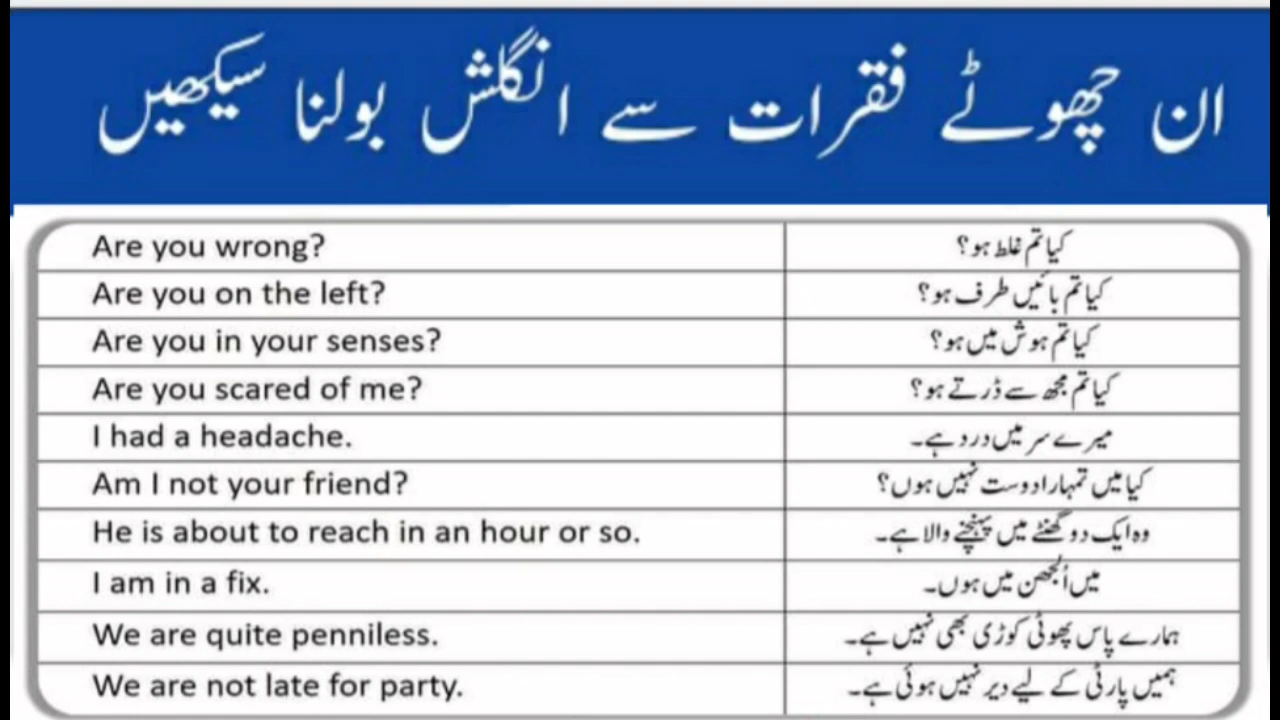 ان چھوٹے فقرات سے انگلش بولنا سیکھیں
Are you wrong? کیا تم غلط ہو؟
Are you on the left? کیا تم بائیں طرف ہو؟
Are you in your senses? کیا تم ہوش میں ہو؟
Are you scared of me? کیا تم مجھ سے ڈرتے ہو؟
I had a headache. میرے سر میں درد ہے۔
Am I not your friend? کیا میں تمہارا دوست نہیں ہوں؟
He is about to reach in an hour or so. وہ ایک دو گھنٹے میں پہنچنے والا ہے۔
I am in a fix. میں اُلجھن میں ہوں۔
We are quite penniless. ہمارے پاس پھوٹی کوڑی بھی نہیں ہے۔
We are not late for party. ہمیں پارٹی کے لیے دیر نہیں ہوئی ہے۔